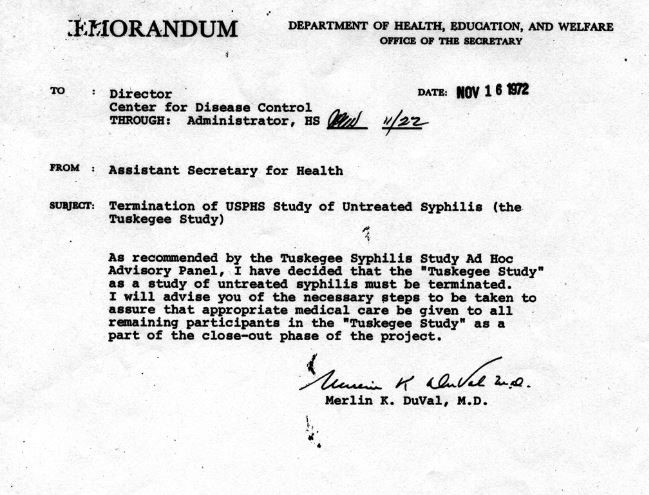 MEMORANDUM
DEPARTMENT OF HEALTH, EDUCATION, AND WELFARE
OFFICE OF THE SECRETARY
TO : Director
Center for Disease Control
THROUGH: Administrator, HS 11/22
DATE: NOV 16 1972
FROM : Assistant Secretary for Health
SUBJECT: Termination of USPHS Study of Untreated Syphilis (the
Tuskegee Study)
As recommended by the Tuskegee Syphilis Study Ad Hoc
Advisory Panel, I have decided that the "Tuskegee Study"
as a study of untreated syphilis must be terminated.
I will advise you of the necessary steps to be taken to
assure that appropriate medical care be given to all
remaining participants in the "Tuskegee Study" as a
part of the close-out phase of the project.
Merlin K DuVal M.D.
Merlin K. DuVal, M.D.